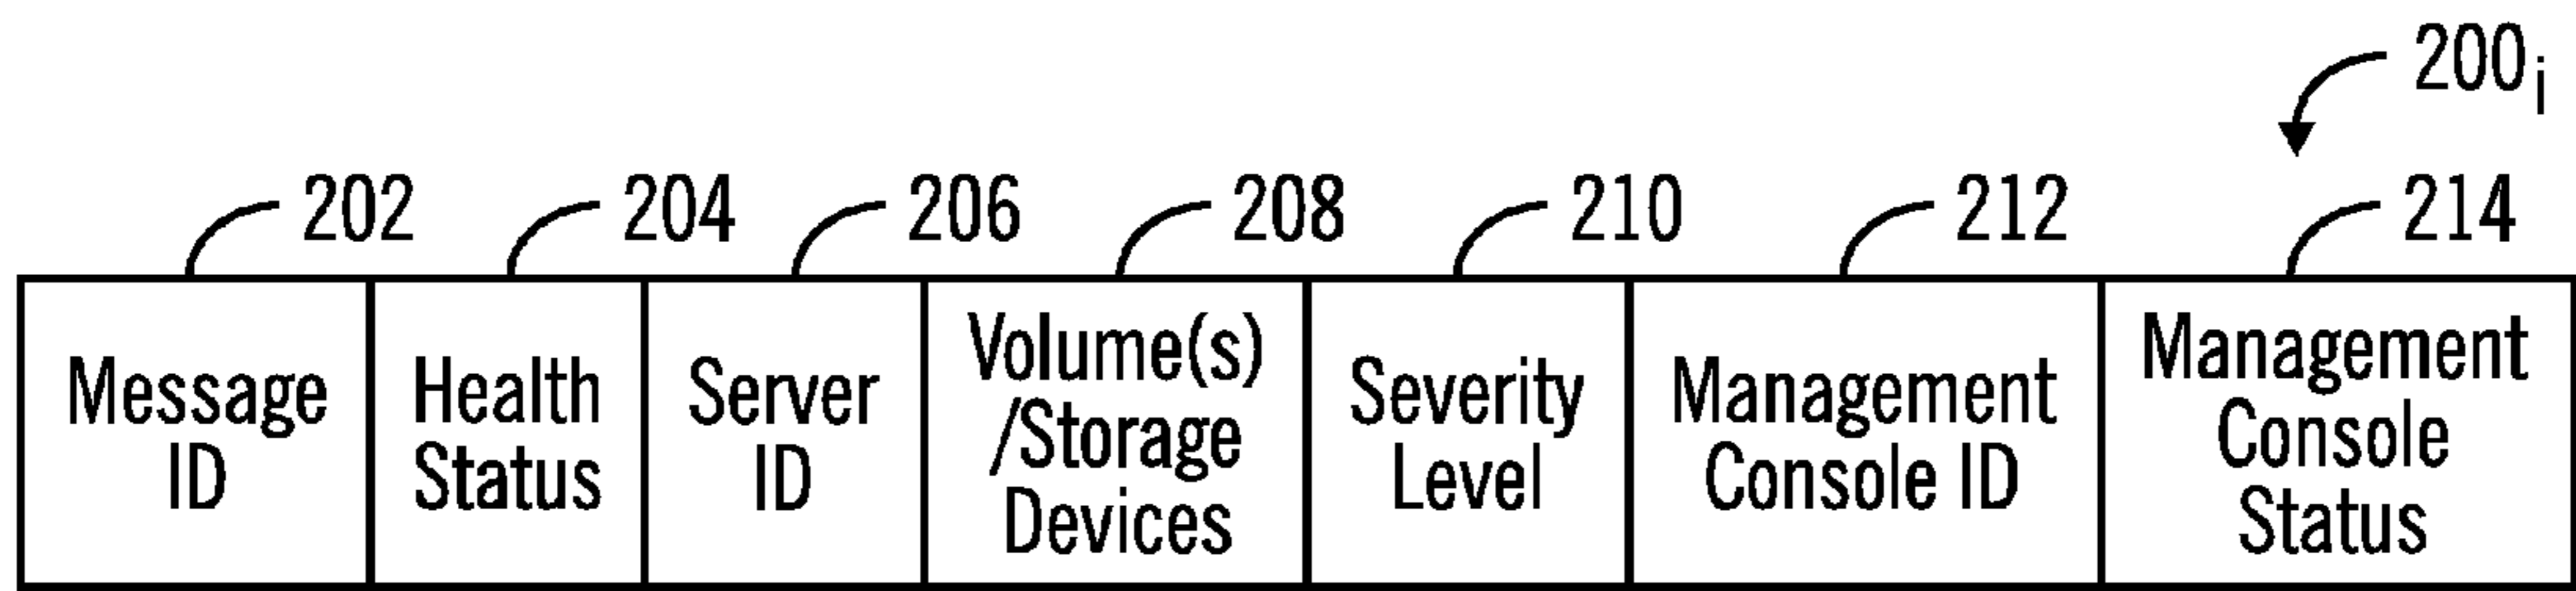 200i
202 204 206 208 210 212 214
Message
ID
Health
Status
Server
ID
Volume(s)
/Storage
Devices
Severity
Level
Management
Console ID
Management
Console
Status